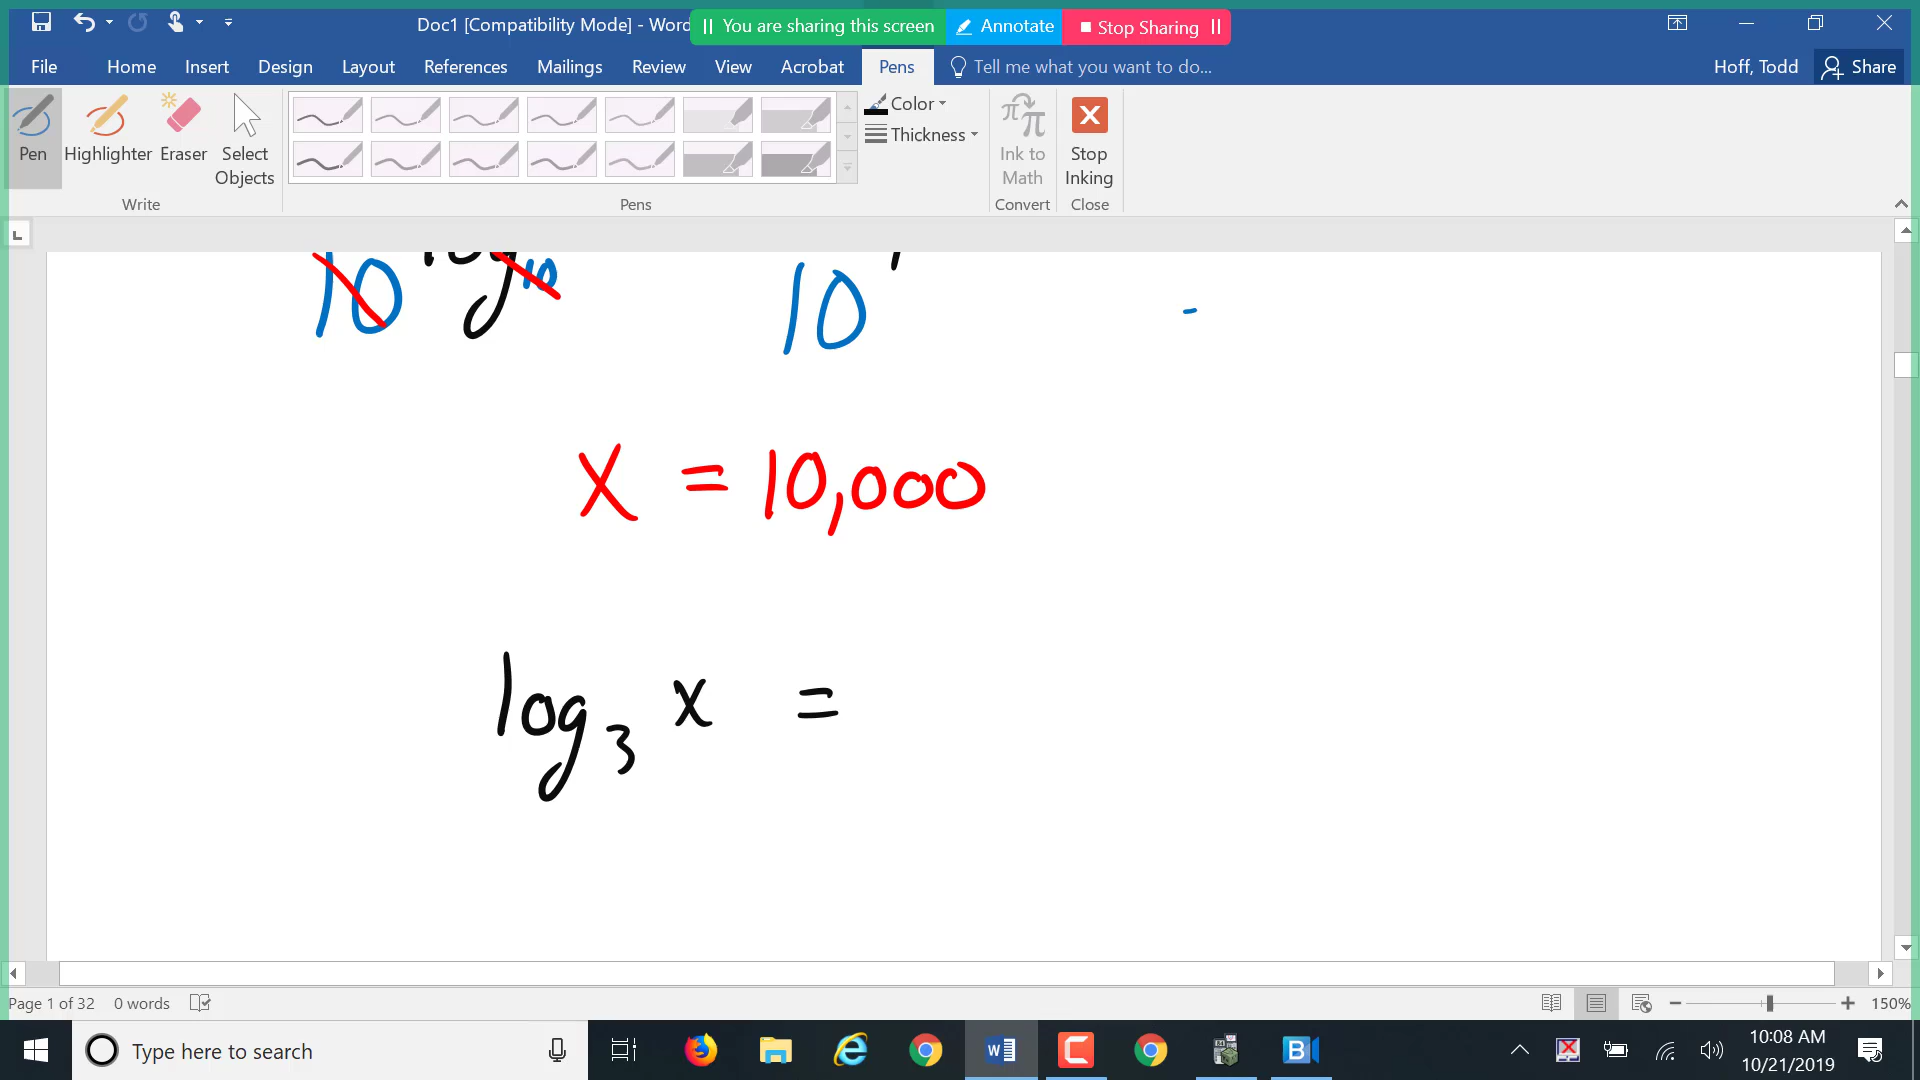 Doc1 [Compatibility Mode] - Word
You are sharing this screen
Annotate
Stop Sharing
File Home Insert Design Layout References Mailings Review View Acrobat Pens Tell me what you want to do... Hoff, Todd Share
Pen Highlighter Eraser Select Objects
Color
Thickness
Ink to Math
Stop Inking
Write Pens Convert Close
10 log10 10
x = 10,000
log3 x =
Page 1 of 32 0 words 150%
Type here to search
10:08 AM
10/21/2019